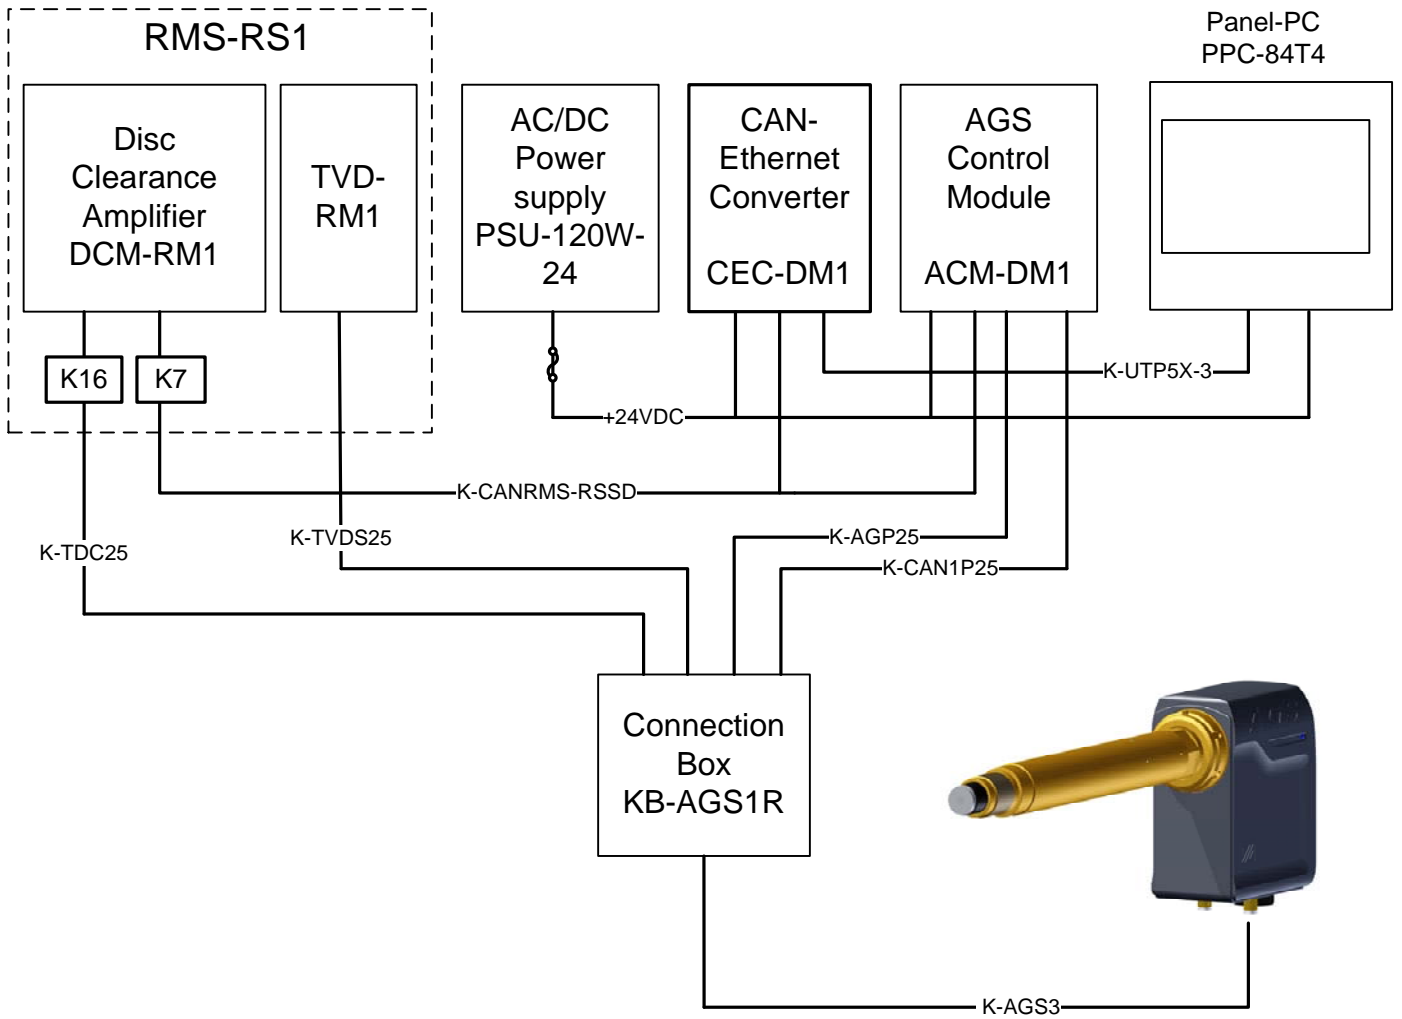 RMS-RS1
Panel-PC
PPC-84T4
Disc
Clearance
Amplifier
DCM-RM1
TVD-
RM1
AC/DC
Power
supply
PSU-120W-
24
CAN-
Ethernet
Converter
CEC-DM1
AGS
Control
Module
ACM-DM1
K16
K7
K-UTP5X-3
+24VDC
K-CANRMS-RSSD
K-TDC25
K-TVDS25
K-AGP25
K-CAN1P25
Connection
Box
KB-AGS1R
K-AGS3